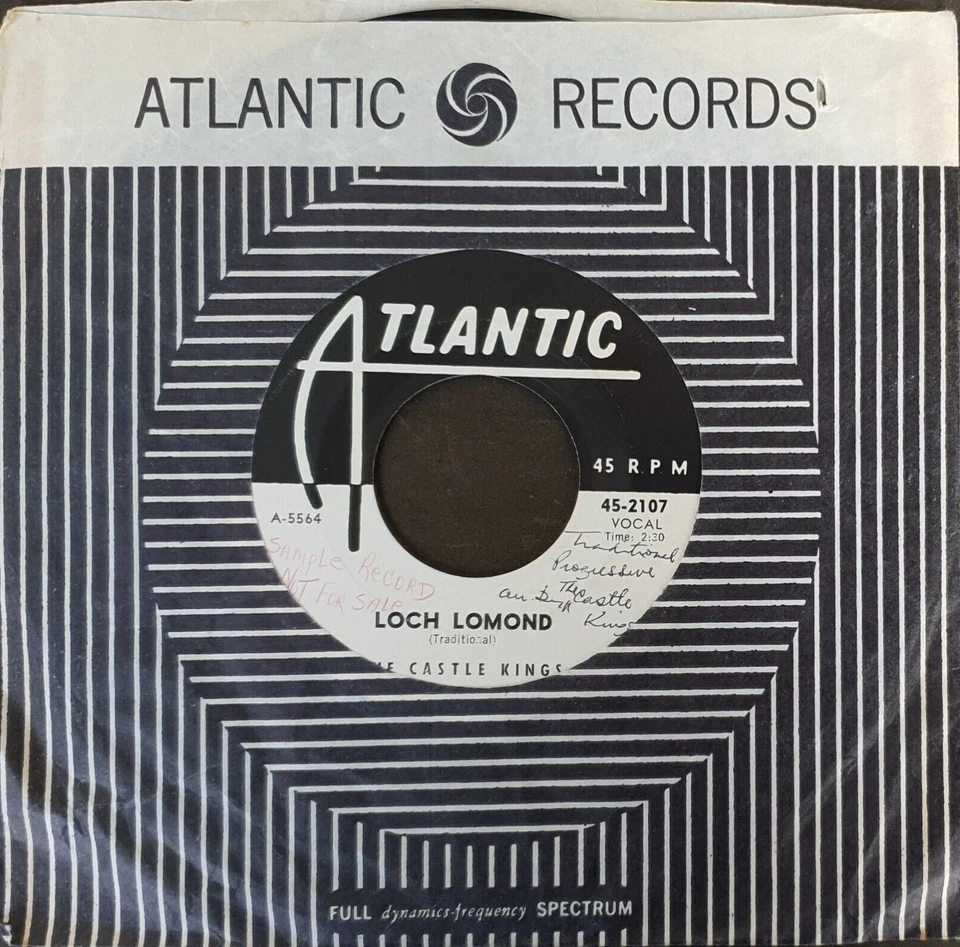 ATLANTIC RECORDS
ATLANTIC
45 R.P.M
A-5564
45-2107
VOCAL
Time: 2:30
Traditional
Progressive
The
Castle
Kings
Sample Record
Not For Sale
LOCH LOMOND
(Traditional)
E CASTLE KINGS
FULL dynamics-frequency SPECTRUM